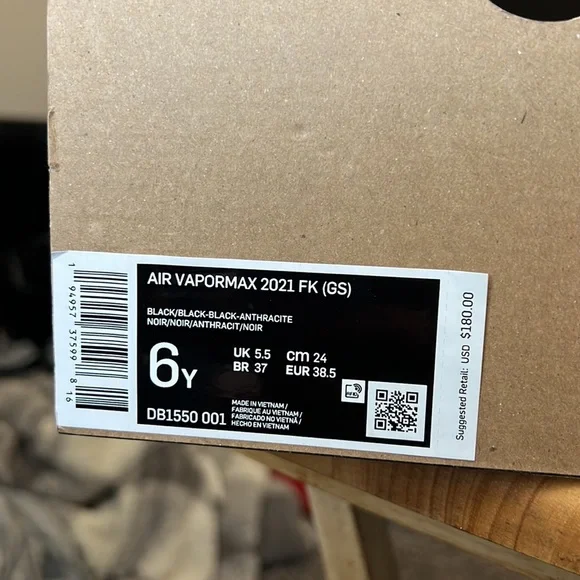 AIR VAPORMAX 2021 FK (GS)
BLACK/BLACK-BLACK-ANTHRACITE
NOIR/NOIR/ANTHRACIT/NOIR
6Y
UK 5.5 cm 24
BR 37 EUR 38.5
DB1550 001
MADE IN VIETNAM /
FABRIQUE AU VIETNAM /
FABRICADO NO VIETNÃ /
HECHO EN VIETNAM
1 94957 37599 8 16
Suggested Retail: USD $180.00